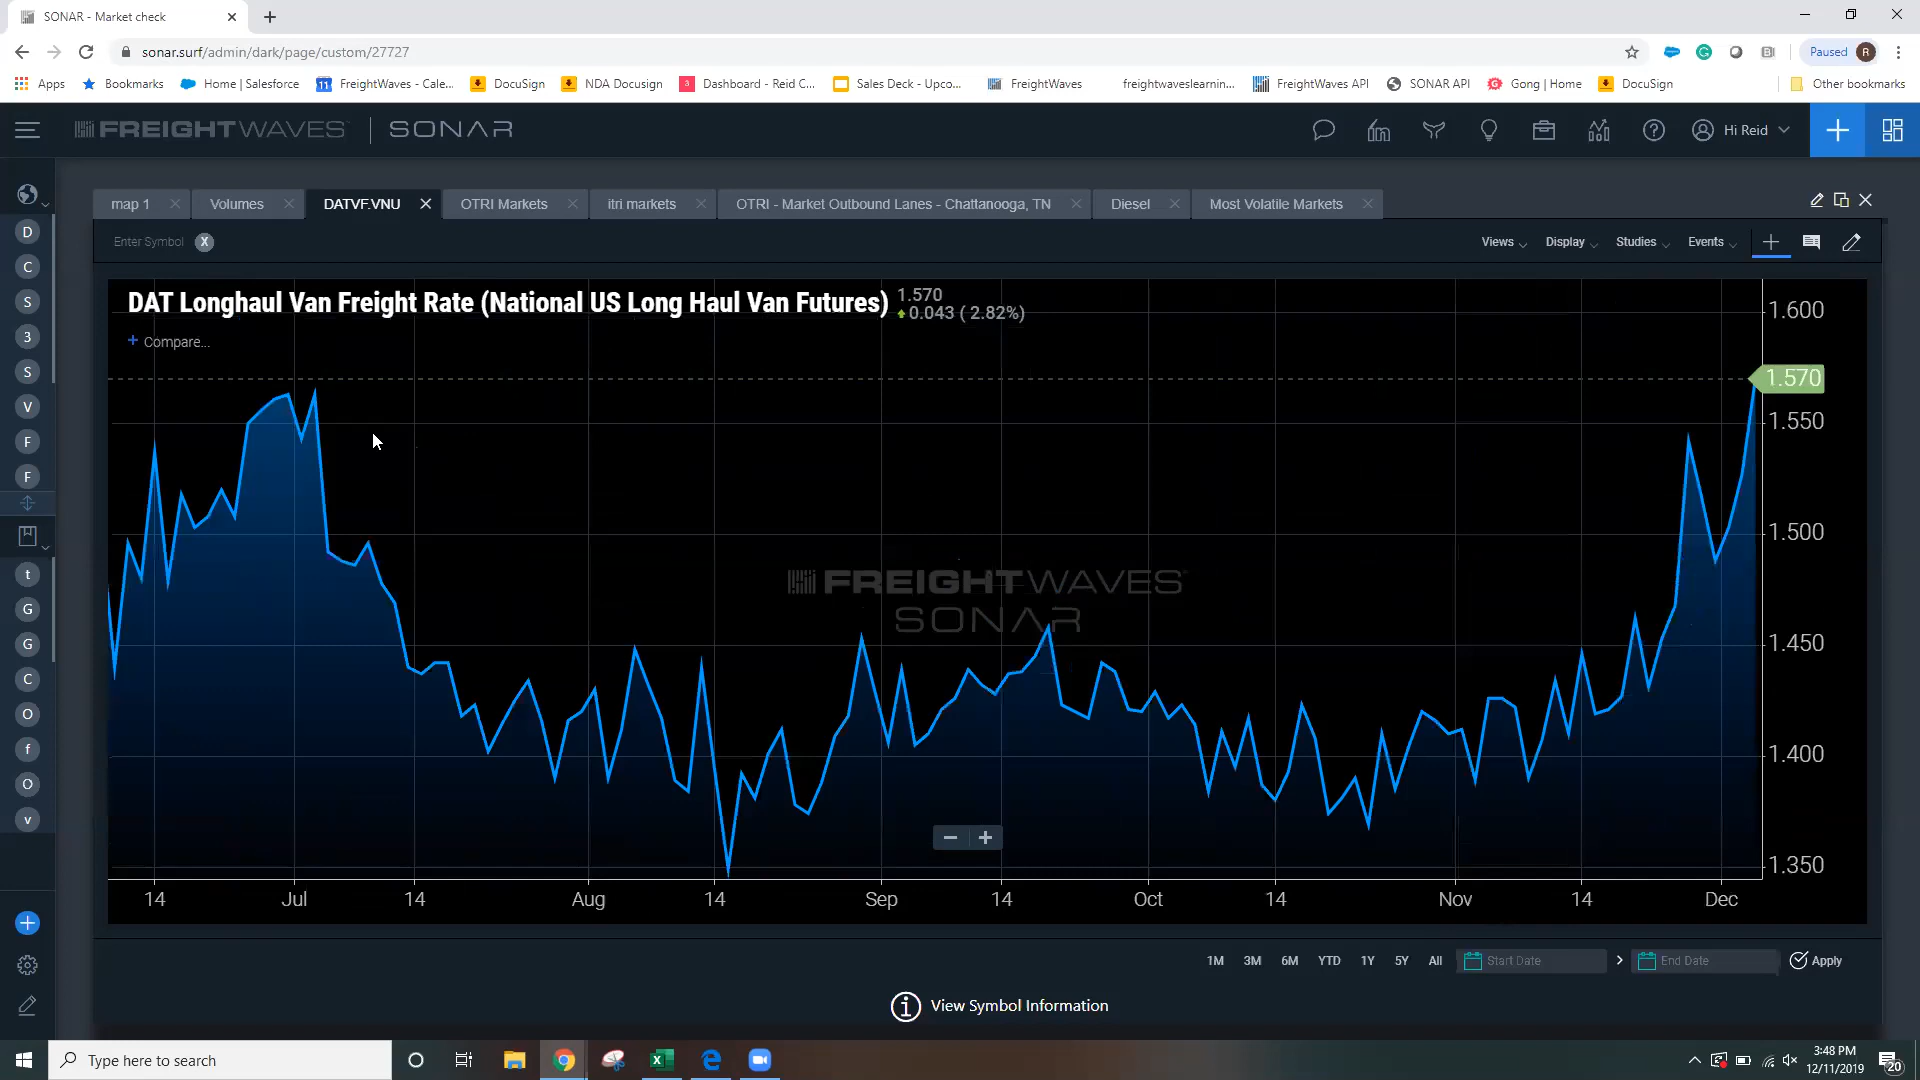 SONAR - Market check
sonar.surf/admin/dark/page/custom/27727
Paused R
Apps Bookmarks Home | Salesforce 11 FreightWaves - Cale... DocuSign NDA Docusign 3 Dashboard - Reid C... Sales Deck - Upco... FreightWaves freightwaveslearnin... FreightWaves API SONAR API Gong | Home DocuSign Other bookmarks
FREIGHTWAVES SONAR Hi Reid
map 1 Volumes DATVF.VNU OTRI Markets itri markets OTRI - Market Outbound Lanes - Chattanooga, TN Diesel Most Volatile Markets
Enter Symbol X Views Display Studies Events
DAT Longhaul Van Freight Rate (National US Long Haul Van Futures) 1.570
0.043 ( 2.82%)
+ Compare...
1.600
1.570
1.550
1.500
1.450
1.400
1.350
FREIGHTWAVES
SONAR
14 Jul 14 Aug 14 Sep 14 Oct 14 Nov 14 Dec
1M 3M 6M YTD 1Y 5Y All Start Date > End Date Apply
View Symbol Information
D
C
S
3
S
V
F
F
t
G
G
C
O
f
O
v
Type here to search
3:48 PM
12/11/2019
20